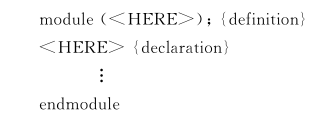 module (<HERE>); {definition}
<HERE> {declaration}
⋮
endmodule